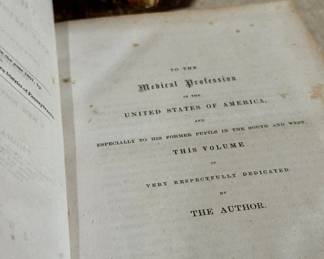 TO THE
Medical Profession
IN THE
UNITED STATES OF AMERICA,
AND
ESPECIALLY TO HIS FORMER PUPILS IN THE SOUTH AND WEST,
THIS VOLUME
IS
VERY RESPECTFULLY DEDICATED
BY
THE AUTHOR.